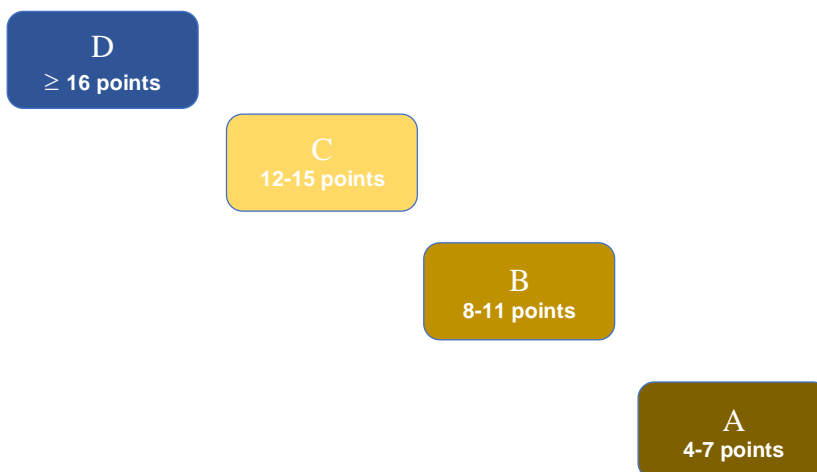 D
≥ 16 points
C
12-15 points
B
8-11 points
A
4-7 points